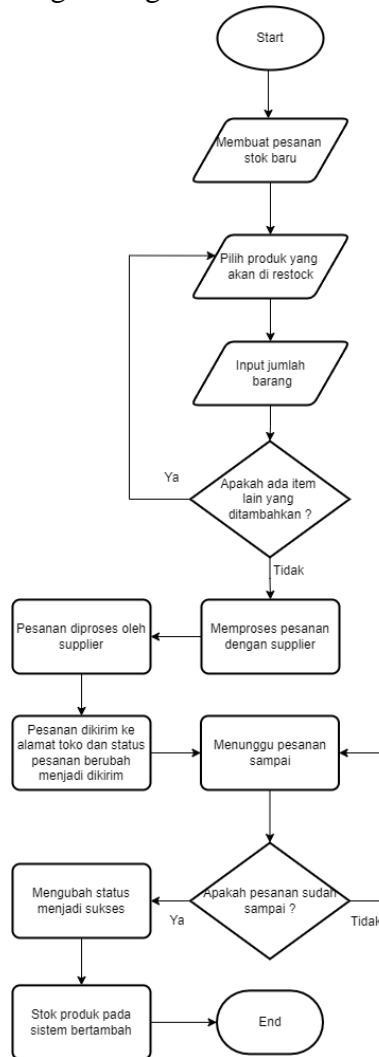 Start
Membuat pesanan
stok baru
Pilih produk yang
akan di restock
Input jumlah
barang
Ya
Apakah ada item
lain yang
ditambahkan ?
Tidak
Pesanan diproses oleh
supplier
Memproses pesanan
dengan supplier
Pesanan dikirim ke
alamat toko dan status
pesanan berubah
menjadi dikirim
Menunggu pesanan
sampai
Mengubah status
menjadi sukses
Ya
Apakah pesanan sudah
sampai ?
Tidak
Stok produk pada
sistem bertambah
End